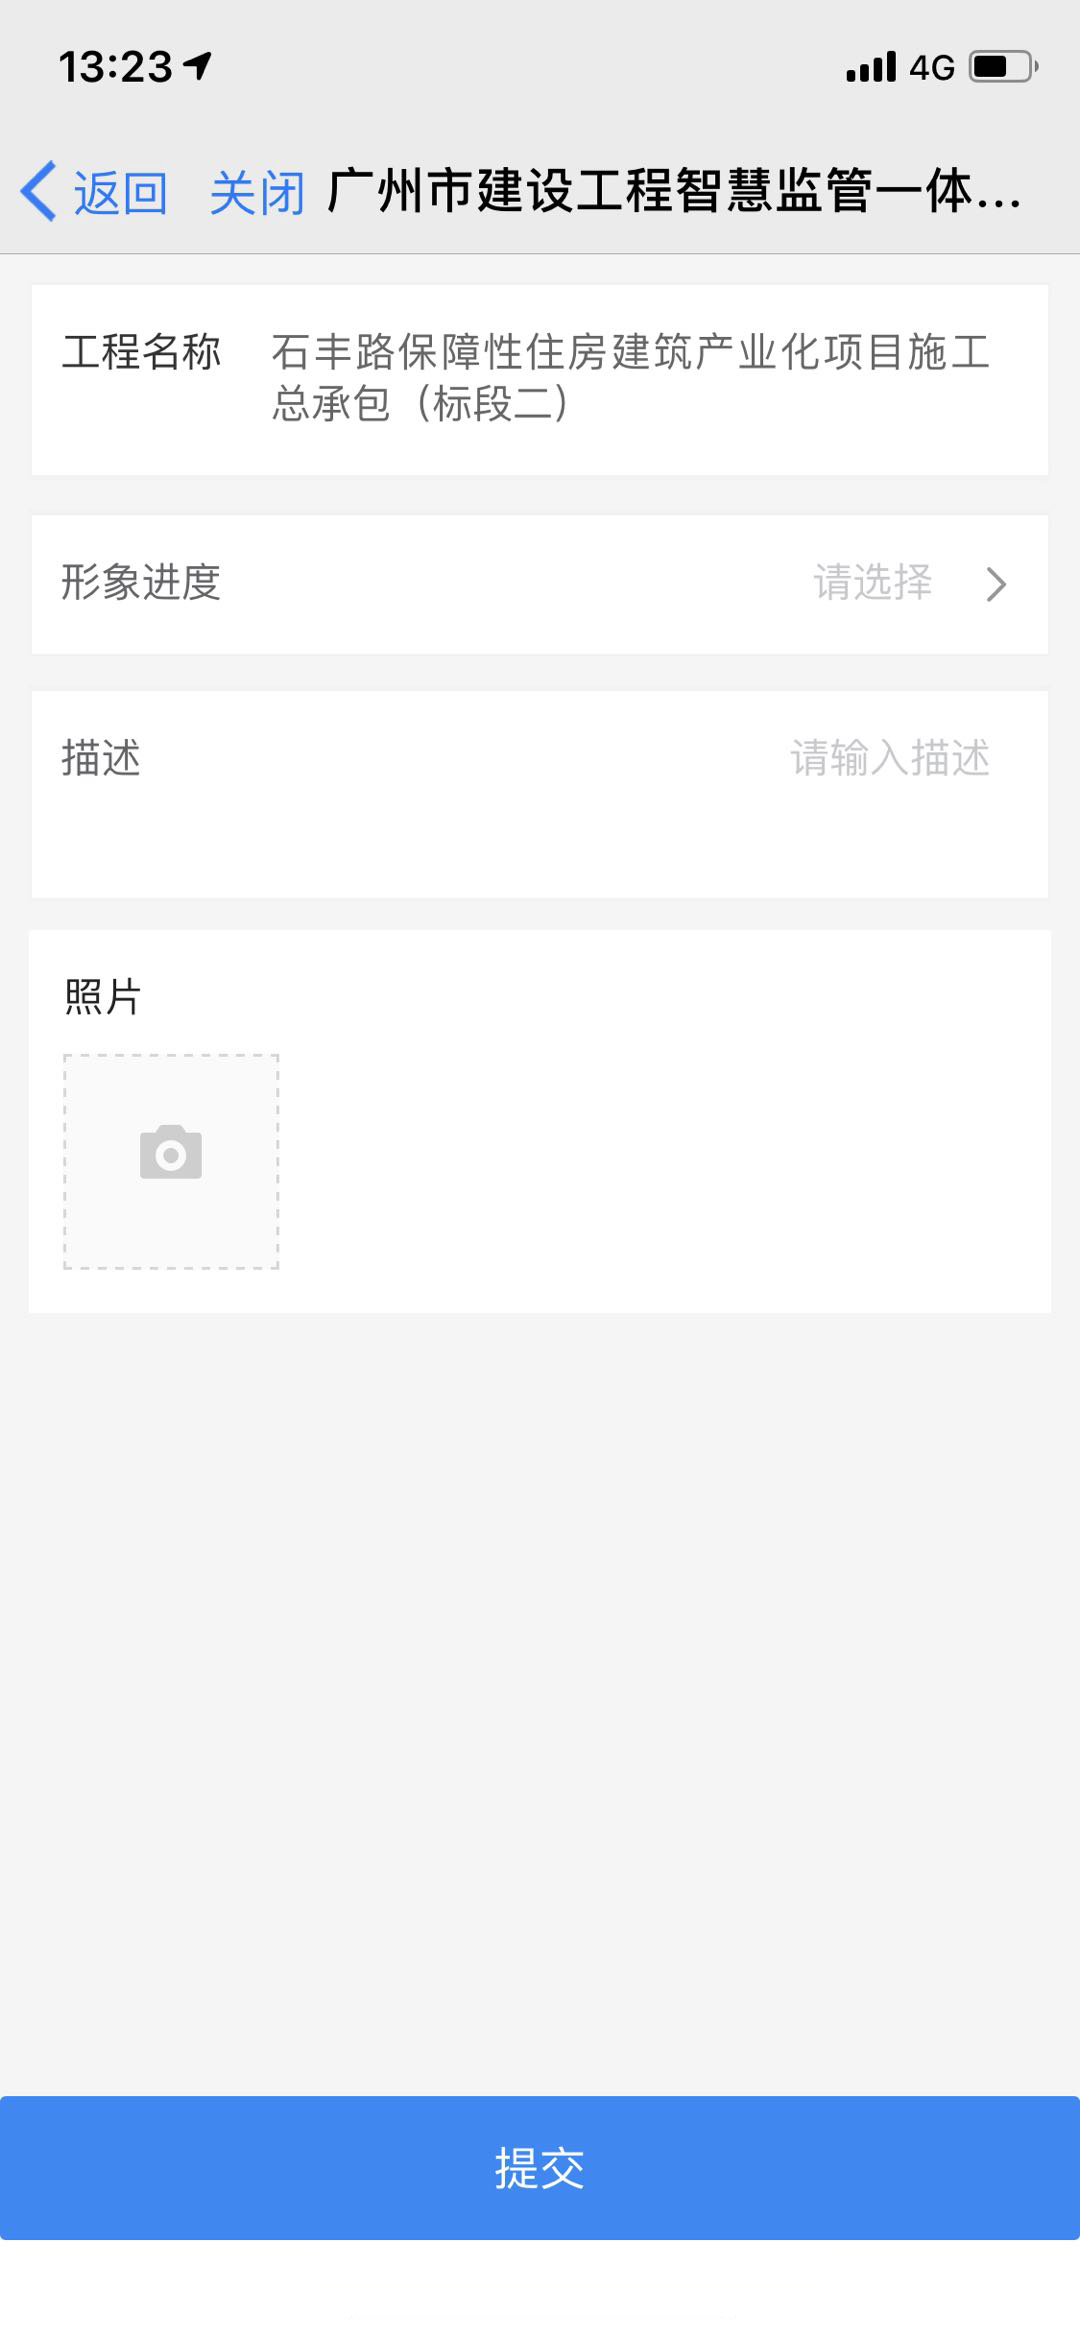 13:23
4G
返回 关闭 广州市建设工程智慧监管一体...
工程名称 石丰路保障性住房建筑产业化项目施工
总承包（标段二）
形象进度 请选择
描述 请输入描述
照片
提交